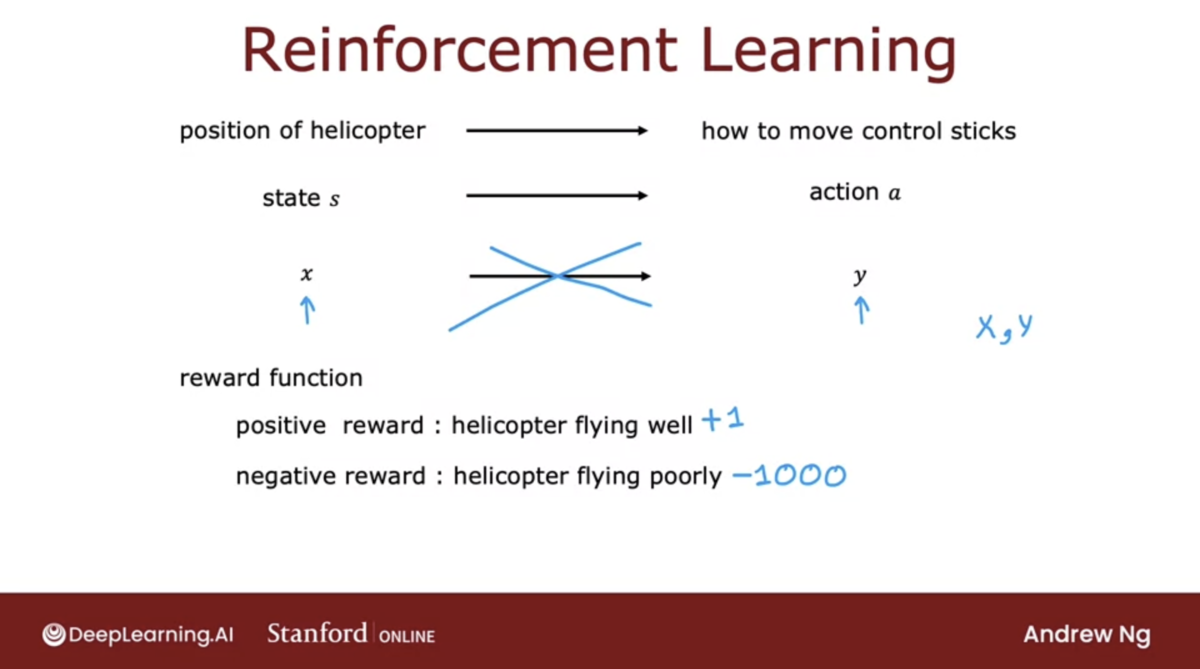 Reinforcement Learning
position of helicopter how to move control sticks
state s action a
x y
X, Y
reward function
positive reward : helicopter flying well +1
negative reward : helicopter flying poorly -1000
DeepLearning.AI Stanford ONLINE Andrew Ng